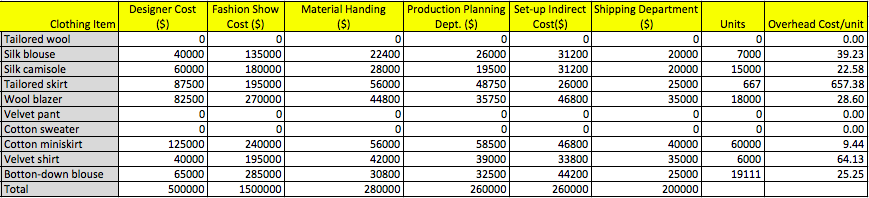 Clothing Item Designer Cost ($) Fashion Show Cost ($) Material Handing ($) Production Planning Dept. ($) Set-up Indirect Cost($) Shipping Department ($) Units Overhead Cost/unit
Tailored wool 0 0 0 0 0 0 0 0.00
Silk blouse 40000 135000 22400 26000 31200 20000 7000 39.23
Silk camisole 60000 180000 28000 19500 31200 20000 15000 22.58
Tailored skirt 87500 195000 56000 48750 26000 25000 667 657.38
Wool blazer 82500 270000 44800 35750 46800 35000 18000 28.60
Velvet pant 0 0 0 0 0 0 0 0.00
Cotton sweater 0 0 0 0 0 0 0 0.00
Cotton miniskirt 125000 240000 56000 58500 46800 40000 60000 9.44
Velvet shirt 40000 195000 42000 39000 33800 35000 6000 64.13
Botton-down blouse 65000 285000 30800 32500 44200 25000 19111 25.25
Total 500000 1500000 280000 260000 260000 200000